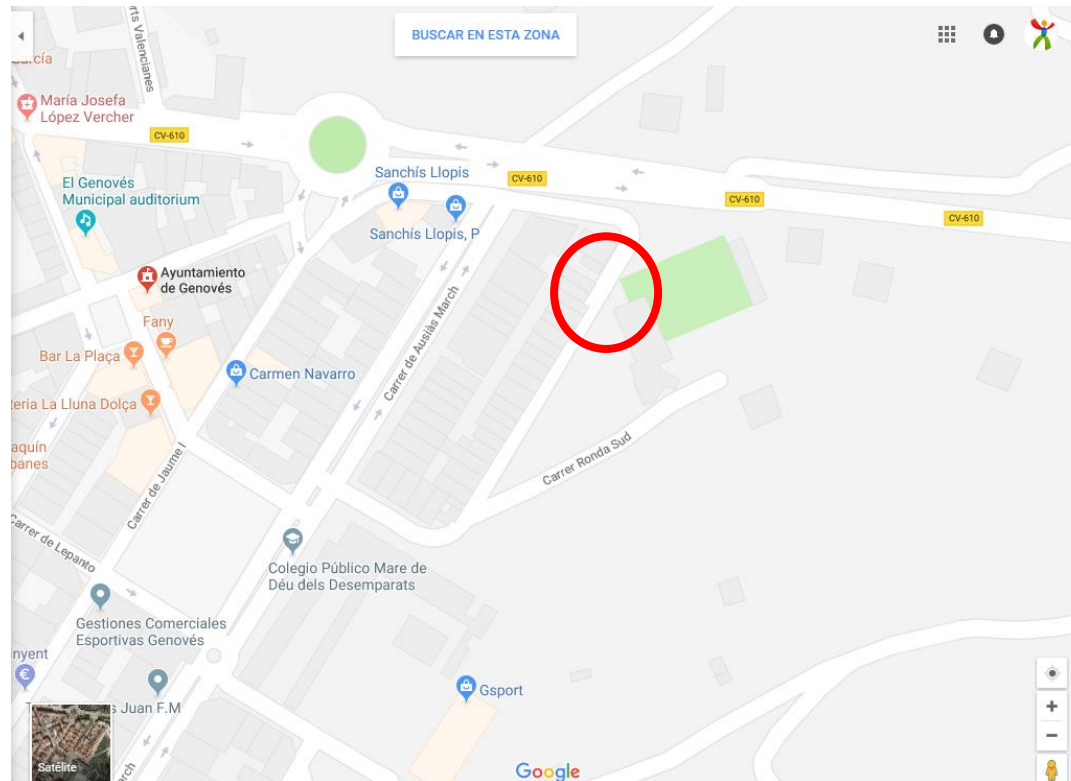 BUSCAR EN ESTA ZONA
rts Valencianes
García
María Josefa
López Vercher
CV-610
El Genovés
Municipal auditorium
Sanchís Llopis
CV-610
CV-610
CV-610
Sanchís Llopis, P
Ayuntamiento
de Genovés
Fany
Bar La Plaça
Carrer de Ausiàs March
Carmen Navarro
teria La Lluna Dolça
aquín
banes
Carrer de Jaume I
Carrer Ronda Sud
Carrer de Lepanto
Colegio Público Mare de
Déu dels Desemparats
Gestiones Comerciales
Esportivas Genovés
nyent
s Juan F.M
Gsport
Satélite
rch
Google